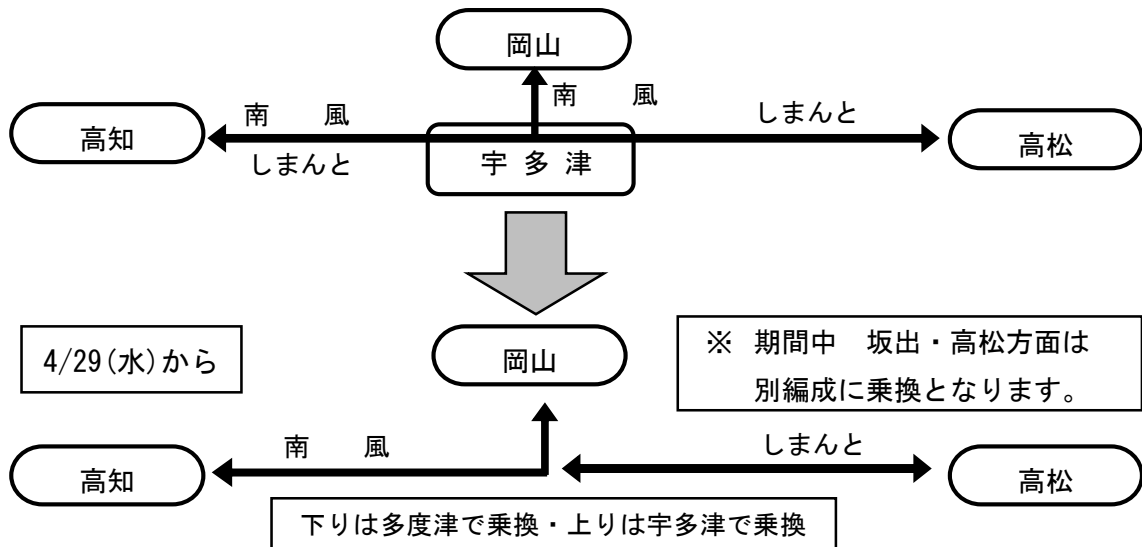 岡山
南　　風
高知
南　　風
しまんと
しまんと
高松
宇 多 津
4/29(水)から
岡山
※　期間中　坂出・高松方面は
別編成に乗換となります。
高知
南　　風
しまんと
高松
下りは多度津で乗換・上りは宇多津で乗換